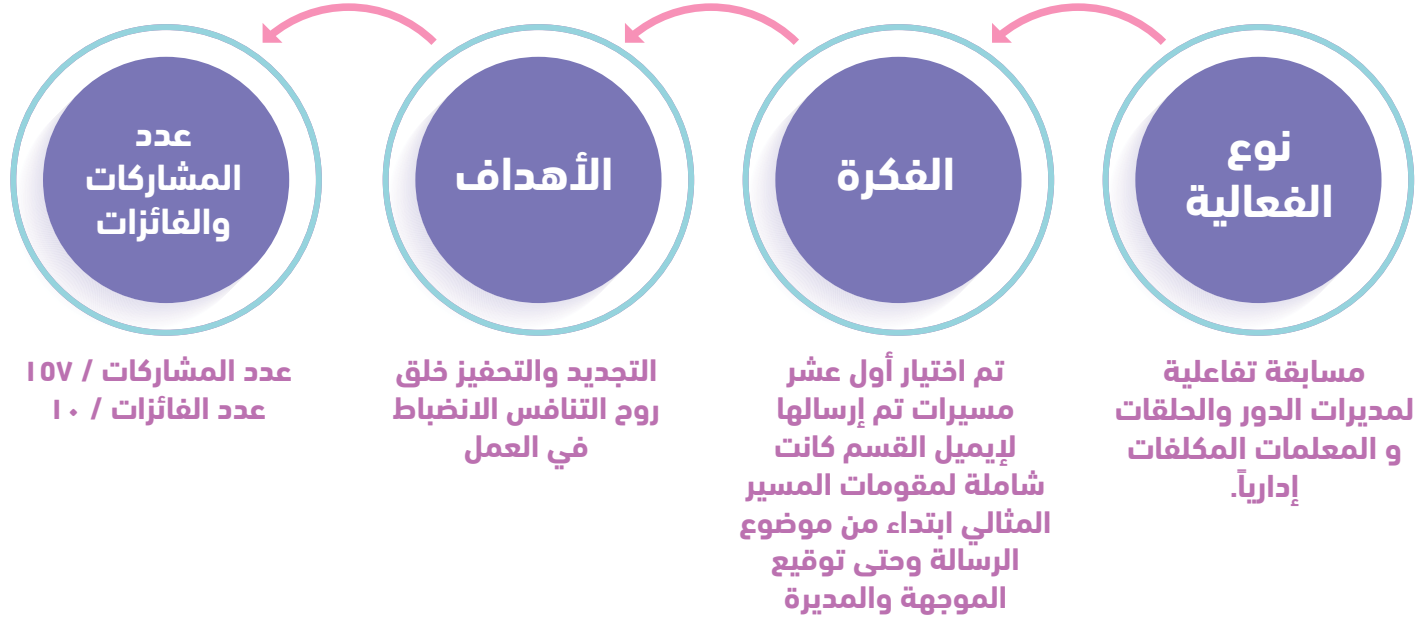 نوع
الفعالية
مسابقة تفاعلية
لمديرات الدور والحلقات
و المعلمات المكلفات
إدارياً.
الفكرة
تم اختيار أول عشر
مسيرات تم إرسالها
لإيميل القسم كانت
شاملة لمقومات المسير
المثالي ابتداء من موضوع
الرسالة وحتى توقيع
الموجهة والمديرة
الأهداف
التجديد والتحفيز خلق
روح التنافس الانضباط
في العمل
عدد
المشاركات
والفائزات
عدد المشاركات / ١٥٧
عدد الفائزات / ١٠